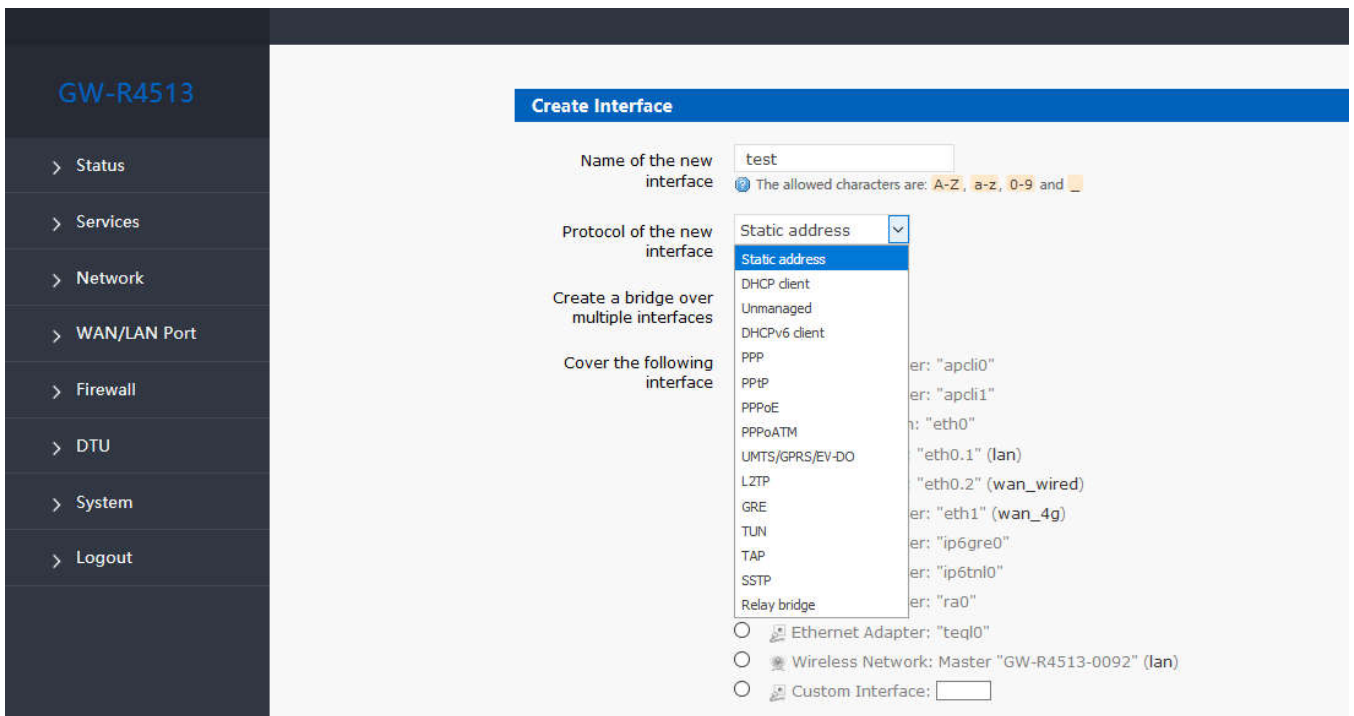 GW-R4513
Status
Services
Network
WAN/LAN Port
Firewall
DTU
System
Logout
Create Interface
Name of the new
interface
test
The allowed characters are: A-Z, a-z, 0-9 and _
Protocol of the new
interface
Static address
Static address
DHCP client
Unmanaged
DHCPv6 client
PPP
PPtP
PPPoE
PPPoATM
UMTS/GPRS/EV-DO
L2TP
GRE
TUN
TAP
SSTP
Relay bridge
Create a bridge over
multiple interfaces
Cover the following
interface
er: "apcli0"
er: "apcli1"
h: "eth0"
: "eth0.1" (lan)
: "eth0.2" (wan_wired)
er: "eth1" (wan_4g)
er: "ip6gre0"
er: "ip6tnl0"
er: "ra0"
Ethernet Adapter: "teql0"
Wireless Network: Master "GW-R4513-0092" (lan)
Custom Interface: